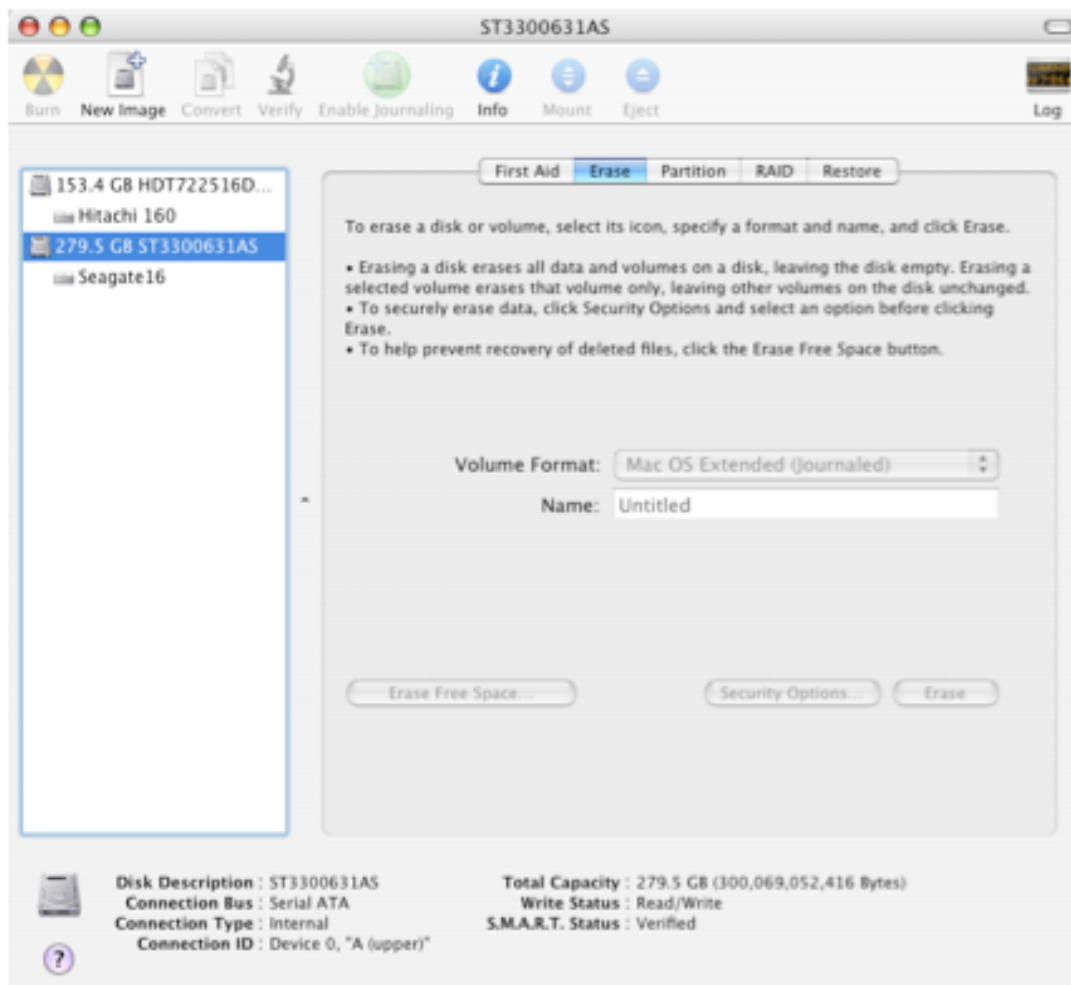 ST3300631AS
Burn New Image Convert Verify Enable Journaling Info Mount Eject Log
153.4 GB HDT722516D...
Hitachi 160
279.5 GB ST3300631AS
Seagate16
First Aid Erase Partition RAID Restore
To erase a disk or volume, select its icon, specify a format and name, and click Erase.
• Erasing a disk erases all data and volumes on a disk, leaving the disk empty. Erasing a
selected volume erases that volume only, leaving other volumes on the disk unchanged.
• To securely erase data, click Security Options and select an option before clicking
Erase.
• To help prevent recovery of deleted files, click the Erase Free Space button.
Volume Format: Mac OS Extended (Journaled)
Name: Untitled
Erase Free Space... Security Options... Erase
Disk Description : ST3300631AS Total Capacity : 279.5 GB (300,069,052,416 Bytes)
Connection Bus : Serial ATA Write Status : Read/Write
Connection Type : Internal S.M.A.R.T. Status : Verified
Connection ID : Device 0, "A (upper)"
?